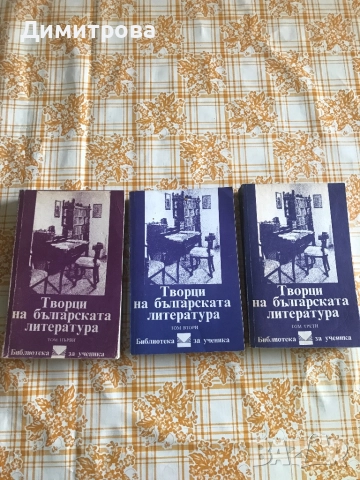 Димитрова
Творци
на българската
литература
ТОМ ПЪРВИ
Библиотека за ученика
Творци
на българската
литература
ТОМ ВТОРИ
Библиотека за ученика
Творци
на българската
литература
ТОМ ТРЕТИ
Библиотека за ученика